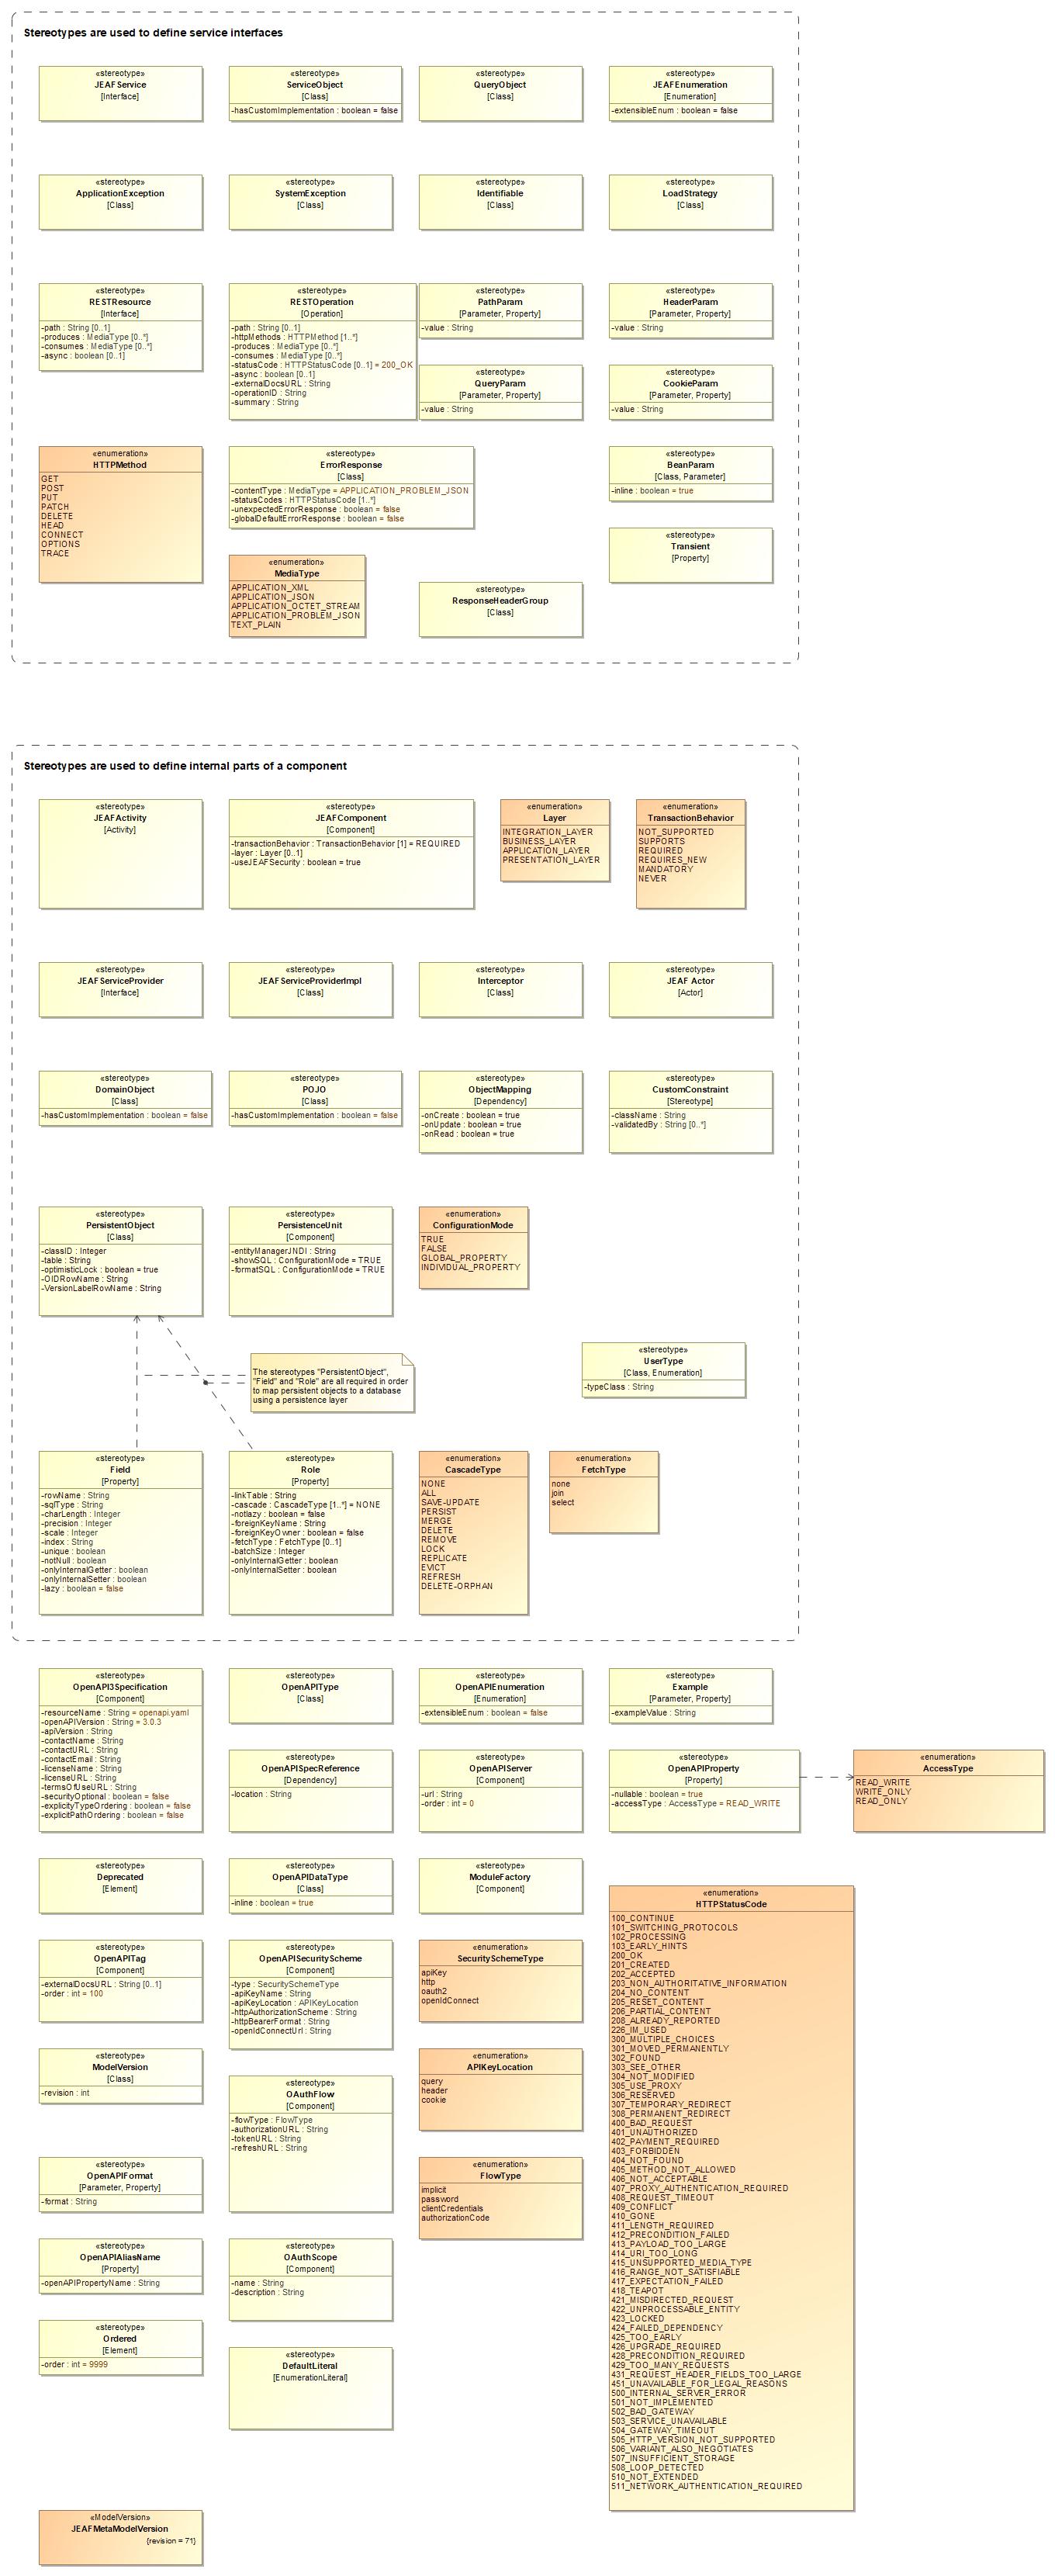 Stereotypes are used to define service interfaces
«stereotype»
JEAFService
[Interface]
«stereotype»
ServiceObject
[Class]
-hasCustomImplementation : boolean = false
«stereotype»
QueryObject
[Class]
«stereotype»
JEAFEnumeration
[Enumeration]
-extensibleEnum : boolean = false
«stereotype»
ApplicationException
[Class]
«stereotype»
SystemException
[Class]
«stereotype»
Identifiable
[Class]
«stereotype»
LoadStrategy
[Class]
«stereotype»
RESTResource
[Interface]
-path : String [0..1]
-produces : MediaType [0..*]
-consumes : MediaType [0..*]
-async : boolean [0..1]
«stereotype»
RESTOperation
[Operation]
-path : String [0..1]
-httpMethods : HTTPMethod [1..*]
-produces : MediaType [0..*]
-consumes : MediaType [0..*]
-statusCode : HTTPStatusCode [0..1] = 200_OK
-async : boolean [0..1]
-externalDocsURL : String
-operationID : String
-summary : String
«stereotype»
PathParam
[Parameter, Property]
-value : String
«stereotype»
HeaderParam
[Parameter, Property]
-value : String
«stereotype»
QueryParam
[Parameter, Property]
-value : String
«stereotype»
CookieParam
[Parameter, Property]
-value : String
«enumeration»
HTTPMethod
GET
POST
PUT
PATCH
DELETE
HEAD
CONNECT
OPTIONS
TRACE
«stereotype»
ErrorResponse
[Class]
-contentType : MediaType = APPLICATION_PROBLEM_JSON
-statusCodes : HTTPStatusCode [1..*]
-unexpectedErrorResponse : boolean = false
-globalDefaultErrorResponse : boolean = false
«stereotype»
BeanParam
[Class, Parameter]
-inline : boolean = true
«stereotype»
Transient
[Property]
«enumeration»
MediaType
APPLICATION_XML
APPLICATION_JSON
APPLICATION_OCTET_STREAM
APPLICATION_PROBLEM_JSON
TEXT_PLAIN
«stereotype»
ResponseHeaderGroup
[Class]
Stereotypes are used to define internal parts of a component
«stereotype»
JEAFActivity
[Activity]
«stereotype»
JEAFComponent
[Component]
-transactionBehavior : TransactionBehavior [1] = REQUIRED
-layer : Layer [0..1]
-useJEAFSecurity : boolean = true
«enumeration»
Layer
INTEGRATION_LAYER
BUSINESS_LAYER
APPLICATION_LAYER
PRESENTATION_LAYER
«enumeration»
TransactionBehavior
NOT_SUPPORTED
SUPPORTS
REQUIRED
REQUIRES_NEW
MANDATORY
NEVER
«stereotype»
JEAFServiceProvider
[Interface]
«stereotype»
JEAFServiceProviderImpl
[Class]
«stereotype»
Interceptor
[Class]
«stereotype»
JEAF Actor
[Actor]
«stereotype»
DomainObject
[Class]
-hasCustomImplementation : boolean = false
«stereotype»
POJO
[Class]
-hasCustomImplementation : boolean = false
«stereotype»
ObjectMapping
[Dependency]
-onCreate : boolean = true
-onUpdate : boolean = true
-onRead : boolean = true
«stereotype»
CustomConstraint
[Stereotype]
-className : String
-validatedBy : String [0..*]
«stereotype»
PersistentObject
[Class]
-classID : Integer
-table : String
-optimisticLock : boolean = true
-OIDRowName : String
-VersionLabelRowName : String
«stereotype»
PersistenceUnit
[Component]
-entityManagerJNDI : String
-showSQL : ConfigurationMode = TRUE
-formatSQL : ConfigurationMode = TRUE
«enumeration»
ConfigurationMode
TRUE
FALSE
GLOBAL_PROPERTY
INDIVIDUAL_PROPERTY
The stereotypes "PersistentObject",
"Field" and "Role" are all required in order
to map persistent objects to a database
using a persistence layer
«stereotype»
UserType
[Class, Enumeration]
-typeClass : String
«stereotype»
Field
[Property]
-rowName : String
-sqlType : String
-charLength : Integer
-precision : Integer
-scale : Integer
-index : String
-unique : boolean
-notNull : boolean
-onlyInternalGetter : boolean
-onlyInternalSetter : boolean
-lazy : boolean = false
«stereotype»
Role
[Property]
-linkTable : String
-cascade : CascadeType [1..*] = NONE
-notlazy : boolean = false
-foreignKeyName : String
-foreignKeyOwner : boolean = false
-fetchType : FetchType [0..1]
-batchSize : Integer
-onlyInternalGetter : boolean
-onlyInternalSetter : boolean
«enumeration»
CascadeType
NONE
ALL
SAVE-UPDATE
PERSIST
MERGE
DELETE
REMOVE
LOCK
REPLICATE
EVICT
REFRESH
DELETE-ORPHAN
«enumeration»
FetchType
none
join
select
«stereotype»
OpenAPI3Specification
[Component]
-resourceName : String = openapi.yaml
-openAPIVersion : String = 3.0.3
-apiVersion : String
-contactName : String
-contactURL : String
-contactEmail : String
-licenseName : String
-licenseURL : String
-termsOfUseURL : String
-securityOptional : boolean = false
-explicityTypeOrdering : boolean = false
-explicitPathOrdering : boolean = false
«stereotype»
OpenAPIType
[Class]
«stereotype»
OpenAPIEnumeration
[Enumeration]
-extensibleEnum : boolean = false
«stereotype»
Example
[Parameter, Property]
-exampleValue : String
«stereotype»
OpenAPISpecReference
[Dependency]
-location : String
«stereotype»
OpenAPIServer
[Component]
-url : String
-order : int = 0
«stereotype»
OpenAPIProperty
[Property]
-nullable : boolean = true
-accessType : AccessType = READ_WRITE
«enumeration»
AccessType
READ_WRITE
WRITE_ONLY
READ_ONLY
«stereotype»
Deprecated
[Element]
«stereotype»
OpenAPIDataType
[Class]
-inline : boolean = true
«stereotype»
ModuleFactory
[Component]
«enumeration»
HTTPStatusCode
100_CONTINUE
101_SWITCHING_PROTOCOLS
102_PROCESSING
103_EARLY_HINTS
200_OK
201_CREATED
202_ACCEPTED
203_NON_AUTHORITATIVE_INFORMATION
204_NO_CONTENT
205_RESET_CONTENT
206_PARTIAL_CONTENT
208_ALREADY_REPORTED
226_IM_USED
300_MULTIPLE_CHOICES
301_MOVED_PERMANENTLY
302_FOUND
303_SEE_OTHER
304_NOT_MODIFIED
305_USE_PROXY
306_RESERVED
307_TEMPORARY_REDIRECT
308_PERMANENT_REDIRECT
400_BAD_REQUEST
401_UNAUTHORIZED
402_PAYMENT_REQUIRED
403_FORBIDDEN
404_NOT_FOUND
405_METHOD_NOT_ALLOWED
406_NOT_ACCEPTABLE
407_PROXY_AUTHENTICATION_REQUIRED
408_REQUEST_TIMEOUT
409_CONFLICT
410_GONE
411_LENGTH_REQUIRED
412_PRECONDITION_FAILED
413_PAYLOAD_TOO_LARGE
414_URI_TOO_LONG
415_UNSUPPORTED_MEDIA_TYPE
416_RANGE_NOT_SATISFIABLE
417_EXPECTATION_FAILED
418_TEAPOT
421_MISDIRECTED_REQUEST
422_UNPROCESSABLE_ENTITY
423_LOCKED
424_FAILED_DEPENDENCY
425_TOO_EARLY
426_UPGRADE_REQUIRED
428_PRECONDITION_REQUIRED
429_TOO_MANY_REQUESTS
431_REQUEST_HEADER_FIELDS_TOO_LARGE
451_UNAVAILABLE_FOR_LEGAL_REASONS
500_INTERNAL_SERVER_ERROR
501_NOT_IMPLEMENTED
502_BAD_GATEWAY
503_SERVICE_UNAVAILABLE
504_GATEWAY_TIMEOUT
505_HTTP_VERSION_NOT_SUPPORTED
506_VARIANT_ALSO_NEGOTIATES
507_INSUFFICIENT_STORAGE
508_LOOP_DETECTED
510_NOT_EXTENDED
511_NETWORK_AUTHENTICATION_REQUIRED
«stereotype»
OpenAPITag
[Component]
-externalDocsURL : String [0..1]
-order : int = 100
«stereotype»
OpenAPISecurityScheme
[Component]
-type : SecuritySchemeType
-apiKeyName : String
-apiKeyLocation : APIKeyLocation
-httpAuthorizationScheme : String
-httpBearerFormat : String
-openIdConnectUrl : String
«enumeration»
SecuritySchemeType
apiKey
http
oauth2
openIdConnect
«stereotype»
ModelVersion
[Class]
-revision : int
«stereotype»
OAuthFlow
[Component]
-flowType : FlowType
-authorizationURL : String
-tokenURL : String
-refreshURL : String
«enumeration»
APIKeyLocation
query
header
cookie
«stereotype»
OpenAPIFormat
[Parameter, Property]
-format : String
«enumeration»
FlowType
implicit
password
clientCredentials
authorizationCode
«stereotype»
OpenAPIAliasName
[Property]
-openAPIPropertyName : String
«stereotype»
OAuthScope
[Component]
-name : String
-description : String
«stereotype»
Ordered
[Element]
-order : int = 9999
«stereotype»
DefaultLiteral
[EnumerationLiteral]
«ModelVersion»
JEAFMetaModelVersion
{revision = 71}